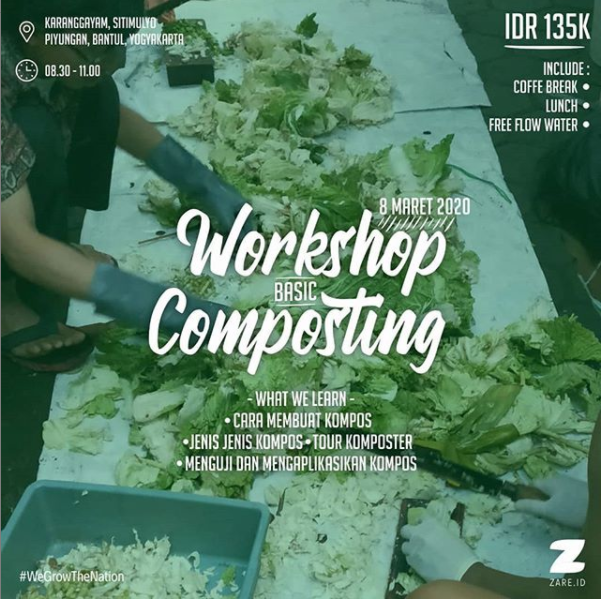 KARANGGAYAM, SITIMULYO
PIYUNGAN, BANTUL, YOGYAKARTA
08.30 - 11.00
IDR 135K
INCLUDE :
COFFE BREAK •
LUNCH •
FREE FLOW WATER •
8 MARET 2020
Workshop
BASIC
Composting
- WHAT WE LEARN -
• CARA MEMBUAT KOMPOS
• JENIS JENIS KOMPOS • TOUR KOMPOSTER
• MENGUJI DAN MENGAPLIKASIKAN KOMPOS
#WeGrowTheNation
Z
ZARE.ID